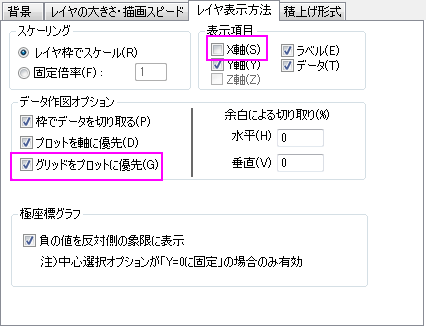 背景 レイヤの大きさ・描画スピード レイヤ表示方法 積上げ形式
スケーリング
レイヤ枠でスケール(R)
固定倍率(F): 1
表示項目
X軸(S) ラベル(E)
Y軸(Y) データ(T)
Z軸(Z)
データ作図オプション
枠でデータを切り取る(P)
プロットを軸に優先(D)
グリッドをプロットに優先(G)
余白による切り取り(%)
水平(H) 0
垂直(V) 0
極座標グラフ
負の値を反対側の象限に表示
注)中心選択オプションが「Y=0に固定」の場合のみ有効